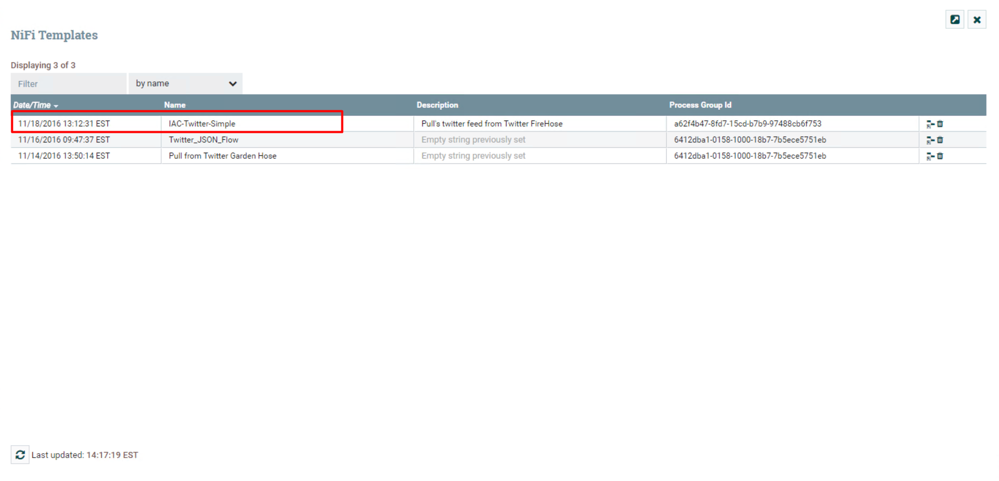 NiFi Templates
Displaying 3 of 3
Filter by name
Date/Time Name Description Process Group Id
11/18/2016 13:12:31 EST IAC-Twitter-Simple Pull's twitter feed from Twitter FireHose a62f4b47-8fd7-15cd-b7b9-97488cb6f753
11/16/2016 09:47:37 EST Twitter_JSON_Flow Empty string previously set 6412dba1-0158-1000-18b7-7b5ece5751eb
11/14/2016 13:50:14 EST Pull from Twitter Garden Hose Empty string previously set 6412dba1-0158-1000-18b7-7b5ece5751eb
Last updated: 14:17:19 EST